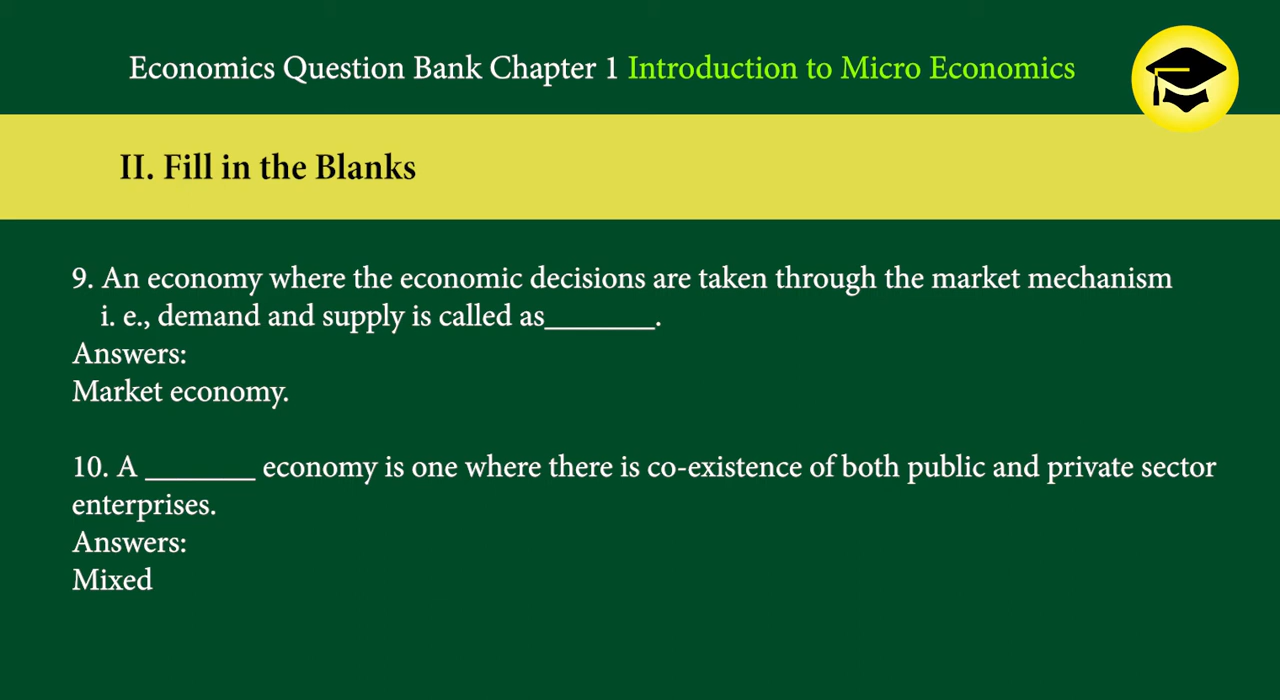 Economics Question Bank Chapter 1 Introduction to Micro Economics
II. Fill in the Blanks
9. An economy where the economic decisions are taken through the market mechanism
i. e., demand and supply is called as_______.
Answers:
Market economy.
10. A _______ economy is one where there is co-existence of both public and private sector
enterprises.
Answers:
Mixed